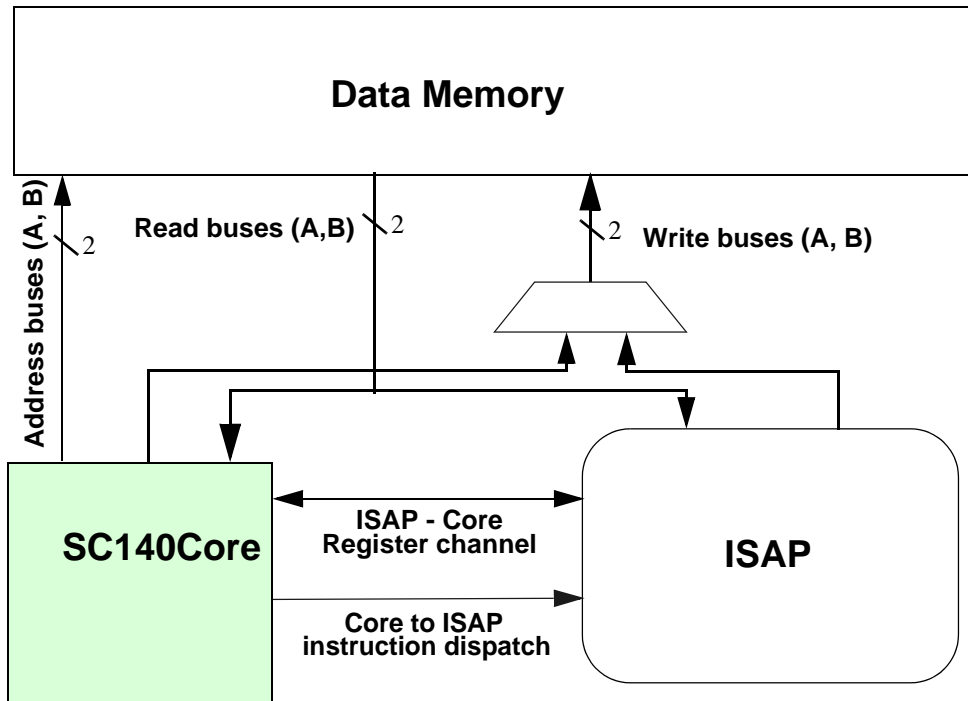 Data Memory
Address buses (A, B)
2
Read buses (A,B)
2
2
Write buses (A, B)
SC140Core
ISAP - Core
Register channel
ISAP
Core to ISAP
instruction dispatch